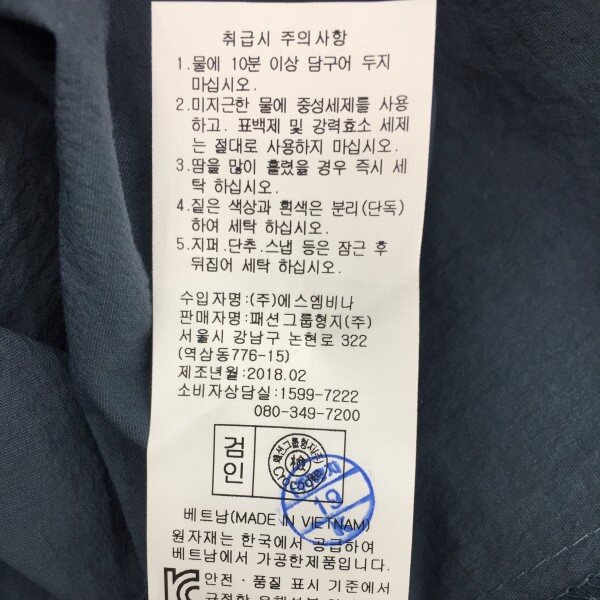 취급시 주의사항
1.물에 10분 이상 담구어 두지
마십시오.
2.미지근한 물에 중성세제를 사용
하고. 표백제 및 강력효소 세제
는 절대로 사용하지 마십시오.
3.땀을 많이 흘렸을 경우 즉시 세
탁 하십시오.
4.짙은 색상과 흰색은 분리(단독)
하여 세탁 하십시오.
5.지퍼.단추.스냅 등은 잠근 후
뒤집어 세탁 하십시오.
수입자명:(주)에스엠비나
판매자명:패션그룹형지(주)
서울시 강남구 논현로 322
(역삼동776-15)
제조년월:2018.02
소비자상담실:1599-7222
080-349-7200
검인
패션그룹형지(주)
檢
베트남(MADE IN VIETNAM)
원자재는 한국에서 공급하여
베트남에서 가공한제품입니다.
안전·품질 표시 기준에서